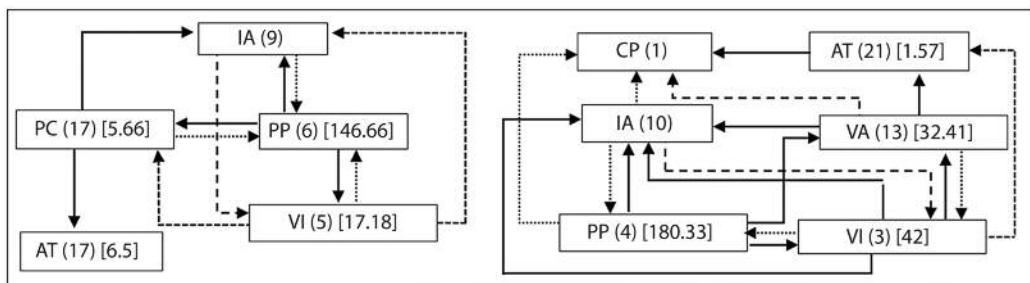 IA (9)
PC (17) [5.66]
PP (6) [146.66]
VI (5) [17.18]
AT (17) [6.5]
CP (1)
AT (21) [1.57]
IA (10)
VA (13) [32.41]
PP (4) [180.33]
VI (3) [42]